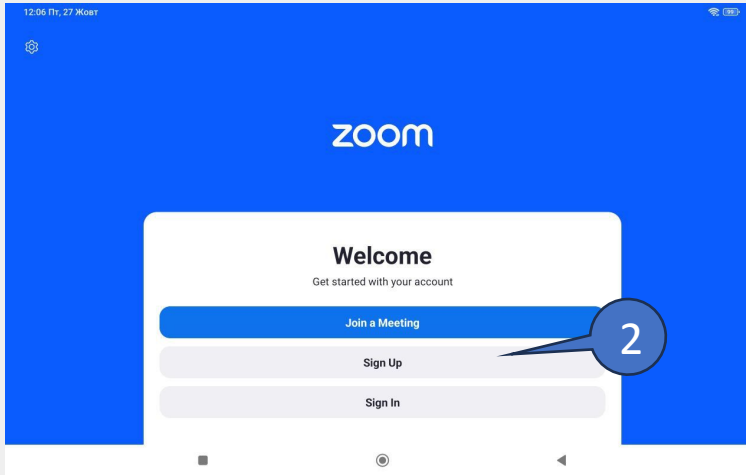 12:06 Пт, 27 Жовт
zoom
Welcome
Get started with your account
Join a Meeting
2
Sign Up
Sign In